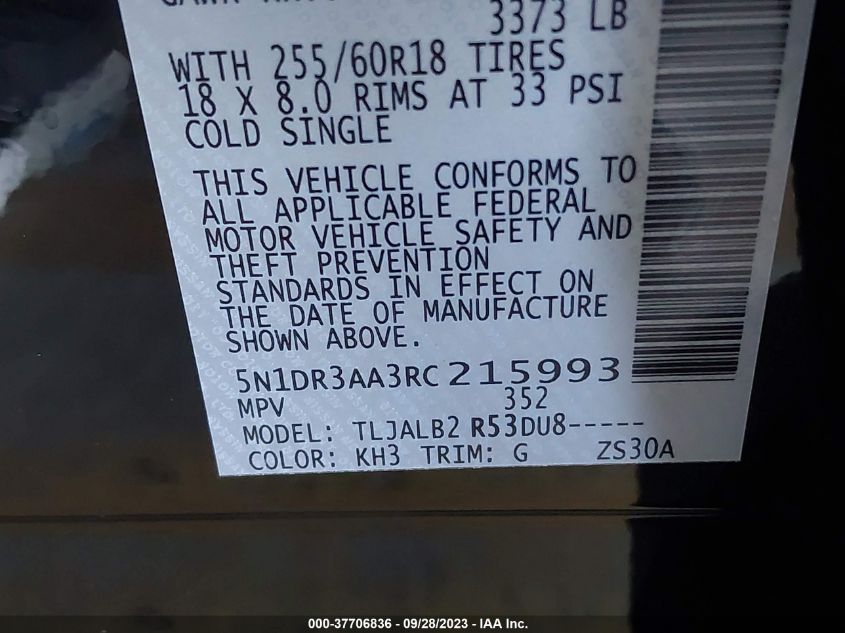 3373 LB
WITH 255/60R18 TIRES
18 X 8.0 RIMS AT 33 PSI
COLD SINGLE
THIS VEHICLE CONFORMS TO
ALL APPLICABLE FEDERAL
MOTOR VEHICLE SAFETY AND
THEFT PREVENTION
STANDARDS IN EFFECT ON
THE DATE OF MANUFACTURE
SHOWN ABOVE.
5N1DR3AA3RC215993
MPV 352
MODEL: TLJALB2 R53DU8-----
COLOR: KH3 TRIM: G ZS30A
000-37706836 - 09/28/2023 - IAA Inc.